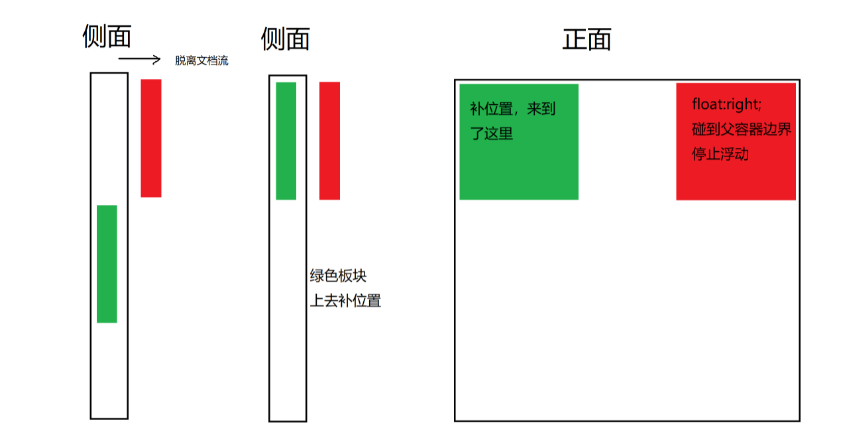 侧面
脱离文档流
侧面
绿色板块
上去补位置
正面
补位置，来到
了这里
float:right;
碰到父容器边界
停止浮动